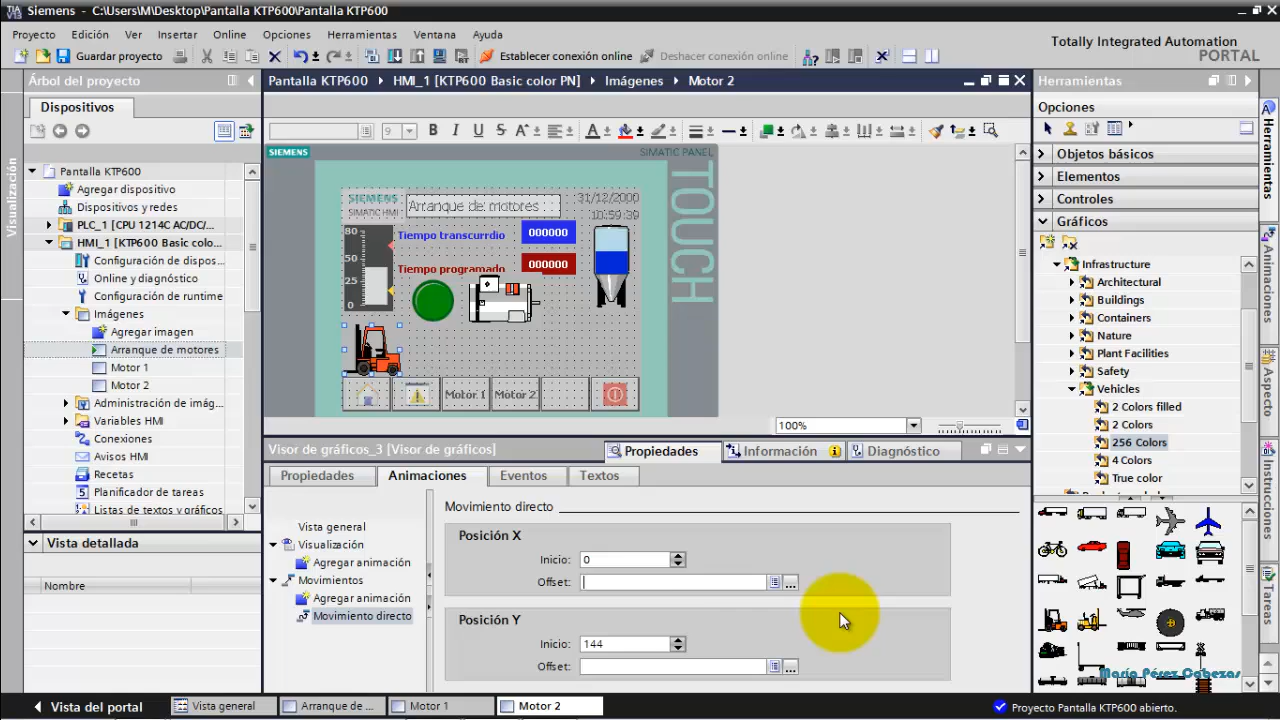 Siemens - C:\Users\M\Desktop\Pantalla KTP600\Pantalla KTP600
Proyecto Edición Ver Insertar Online Opciones Herramientas Ventana Ayuda
Totally Integrated Automation
PORTAL
Guardar proyecto
Establecer conexión online
Deshacer conexión online
Árbol del proyecto
Pantalla KTP600 HMI_1 [KTP600 Basic color PN] Imágenes Motor 2
Herramientas
Dispositivos
Opciones
Visualización
Pantalla KTP600
Agregar dispositivo
Dispositivos y redes
PLC_1 [CPU 1214C AC/DC/...
HMI_1 [KTP600 Basic colo...
Configuración de dispos...
Online y diagnóstico
Configuración de runtime
Imágenes
Agregar imagen
Arranque de motores
Motor 1
Motor 2
Administración de imág...
Variables HMI
Conexiones
Avisos HMI
Recetas
Planificador de tareas
Listas de textos y gráficos
Vista detallada
Nombre
9
B I U S A
SIEMENS
SIMATIC PANEL
TOUCH
SIEMENS
SIMATIC HMI
Arranque de motores
31/12/2000
10:59:39
Tiempo transcurrdio
000000
Tiempo programado
000000
80
50
25
0
Motor 1
Motor 2
100%
Visor de gráficos_3 [Visor de gráficos]
Propiedades
Información
Diagnóstico
Propiedades
Animaciones
Eventos
Textos
Vista general
Visualización
Agregar animación
Movimientos
Agregar animación
Movimiento directo
Movimiento directo
Posición X
Inicio: 0
Offset:
Posición Y
Inicio: 144
Offset:
Objetos básicos
Elementos
Controles
Gráficos
Infrastructure
Architectural
Buildings
Containers
Nature
Plant Facilities
Safety
Vehicles
2 Colors filled
2 Colors
256 Colors
4 Colors
True color
Herramientas
Animaciones
Aspecto
Instrucciones
Tareas
María Pérez Cabezas
Vista del portal
Vista general
Arranque de ...
Motor 1
Motor 2
Proyecto Pantalla KTP600 abierto.